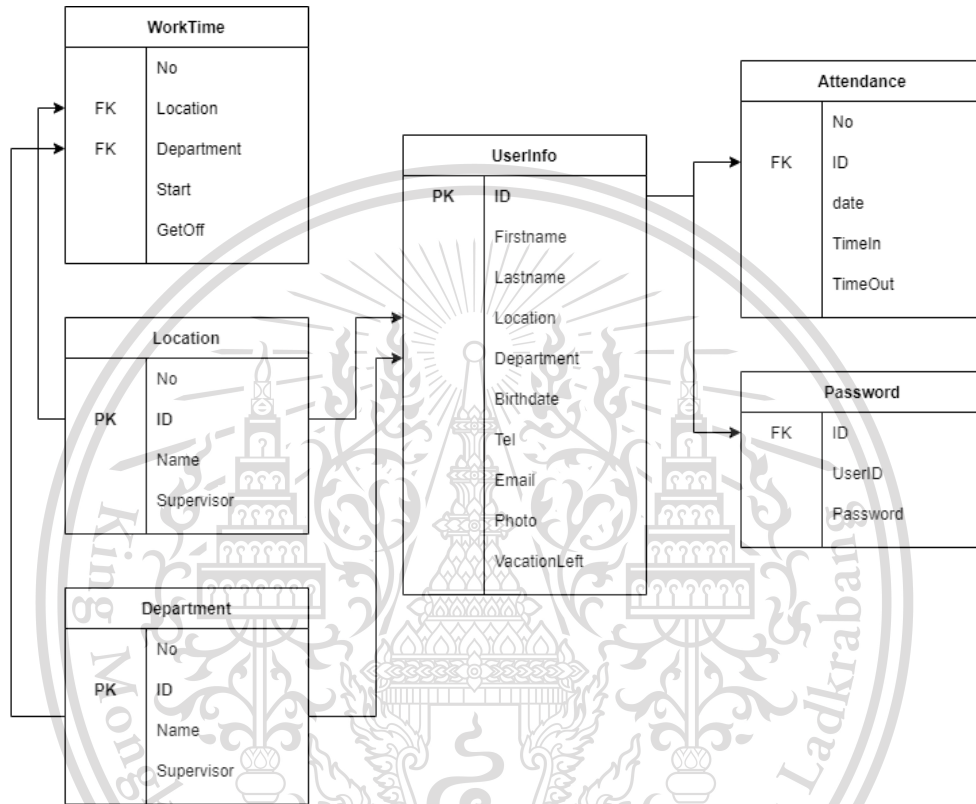 WorkTime
No
FK Location
FK Department
Start
GetOff
Location
No
PK ID
Name
Supervisor
Department
No
PK ID
Name
Supervisor
UserInfo
PK ID
Firstname
Lastname
Location
Department
Birthdate
Tel
Email
Photo
VacationLeft
Attendance
No
FK ID
date
TimeIn
TimeOut
Password
FK ID
UserID
Password
King Mong
Ladkrabang